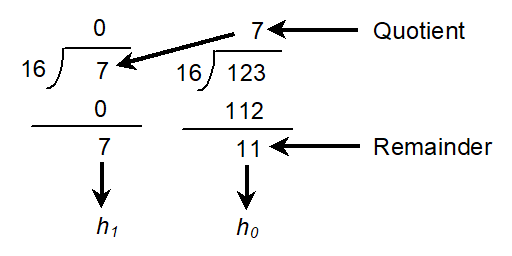 0 7 Quotient
16 7 16 123
0 112
7 11 Remainder
h1 h0